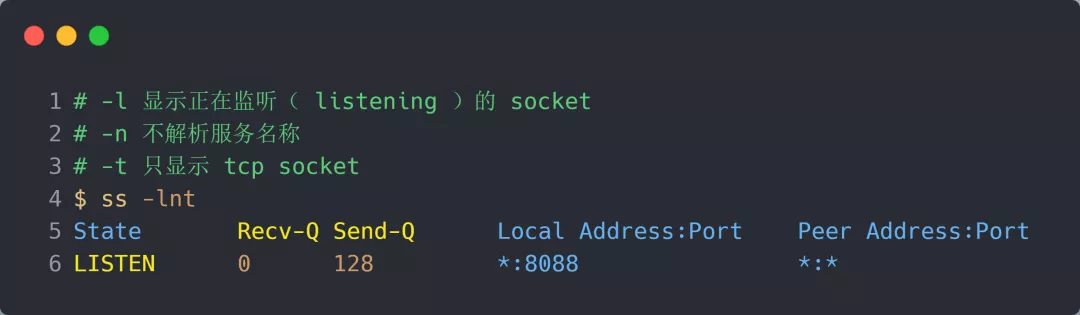 1 # -l 显示正在监听（ listening ）的 socket
2 # -n 不解析服务名称
3 # -t 只显示 tcp socket
4 $ ss -lnt
5 State Recv-Q Send-Q Local Address:Port Peer Address:Port
6 LISTEN 0 128 *:8088 *:*